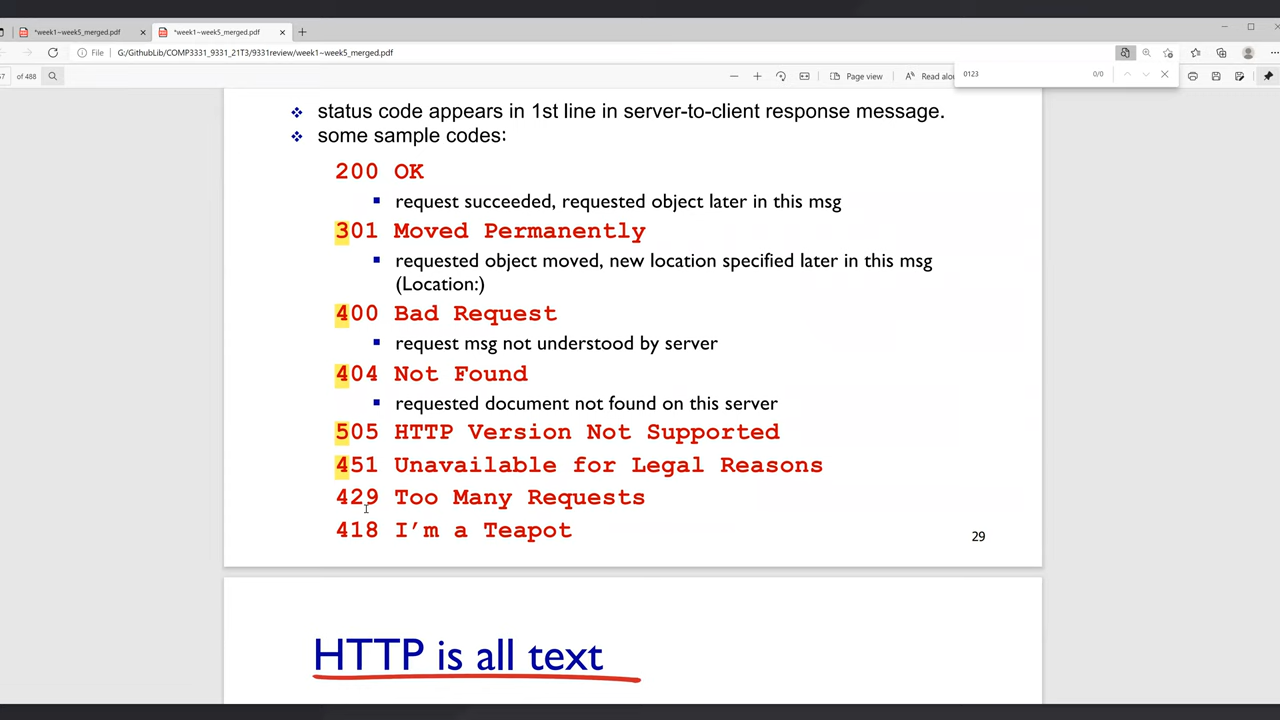 *week1~week5_merged.pdf
*week1~week5_merged.pdf
File
G:/GithubLib/COMP3331_9331_21T3/9331review/week1~week5_merged.pdf
of 488
Page view
Read
0123
0/0
❖ status code appears in 1st line in server-to-client response message.
❖ some sample codes:
200 OK
▪ request succeeded, requested object later in this msg
301 Moved Permanently
▪ requested object moved, new location specified later in this msg
(Location:)
400 Bad Request
▪ request msg not understood by server
404 Not Found
▪ requested document not found on this server
505 HTTP Version Not Supported
451 Unavailable for Legal Reasons
429 Too Many Requests
418 I’m a Teapot
29
HTTP is all text